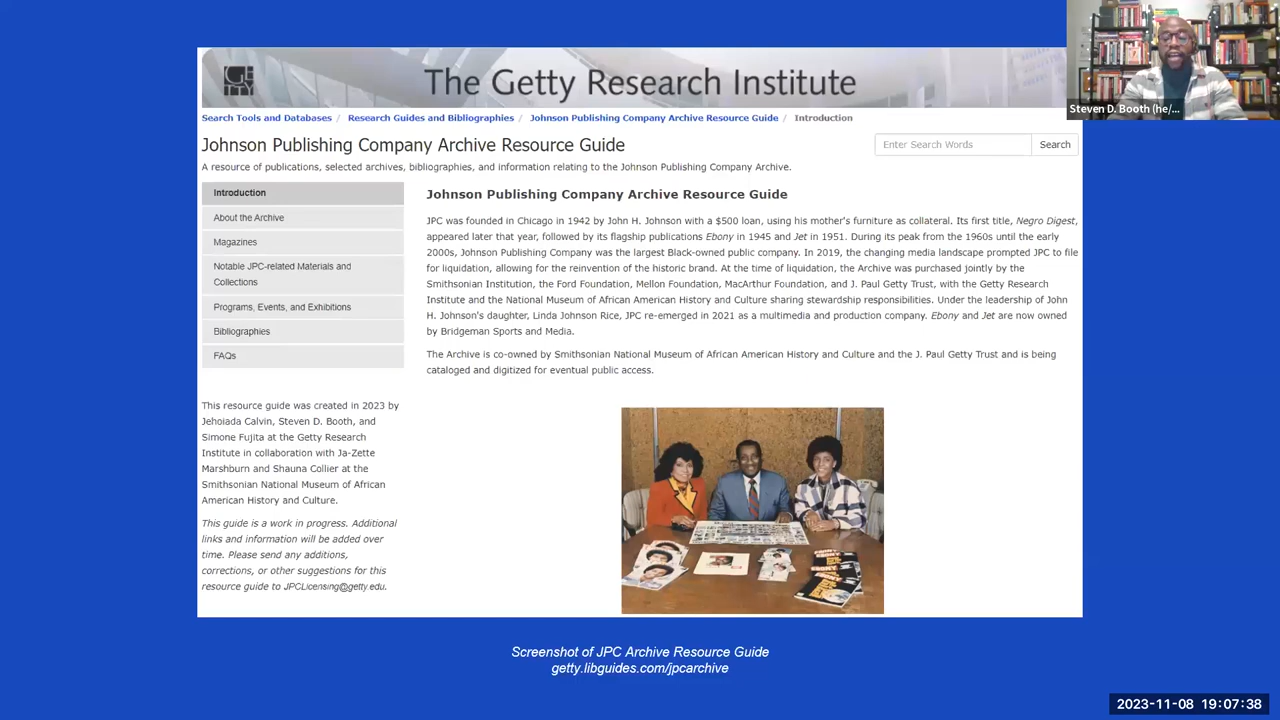 GE
TTY
The Getty Research Institute
Steven D. Booth (he/...
Search Tools and Databases / Research Guides and Bibliographies / Johnson Publishing Company Archive Resource Guide / Introduction
Johnson Publishing Company Archive Resource Guide
Enter Search Words
Search
A resource of publications, selected archives, bibliographies, and information relating to the Johnson Publishing Company Archive.
Introduction
About the Archive
Magazines
Notable JPC-related Materials and
Collections
Programs, Events, and Exhibitions
Bibliographies
FAQs
This resource guide was created in 2023 by
Jehoiada Calvin, Steven D. Booth, and
Simone Fujita at the Getty Research
Institute in collaboration with Ja-Zette
Marshburn and Shauna Collier at the
Smithsonian National Museum of African
American History and Culture.
This guide is a work in progress. Additional
links and information will be added over
time. Please send any additions,
corrections, or other suggestions for this
resource guide to JPCLicensing@getty.edu.
Johnson Publishing Company Archive Resource Guide
JPC was founded in Chicago in 1942 by John H. Johnson with a $500 loan, using his mother's furniture as collateral. Its first title, Negro Digest,
appeared later that year, followed by its flagship publications Ebony in 1945 and Jet in 1951. During its peak from the 1960s until the early
2000s, Johnson Publishing Company was the largest Black-owned public company. In 2019, the changing media landscape prompted JPC to file
for liquidation, allowing for the reinvention of the historic brand. At the time of liquidation, the Archive was purchased jointly by the
Smithsonian Institution, the Ford Foundation, Mellon Foundation, MacArthur Foundation, and J. Paul Getty Trust, with the Getty Research
Institute and the National Museum of African American History and Culture sharing stewardship responsibilities. Under the leadership of John
H. Johnson's daughter, Linda Johnson Rice, JPC re-emerged in 2021 as a multimedia and production company. Ebony and Jet are now owned
by Bridgeman Sports and Media.
The Archive is co-owned by Smithsonian National Museum of African American History and Culture and the J. Paul Getty Trust and is being
cataloged and digitized for eventual public access.
Screenshot of JPC Archive Resource Guide
getty.libguides.com/jpcarchive
2023-11-08 19:07:38